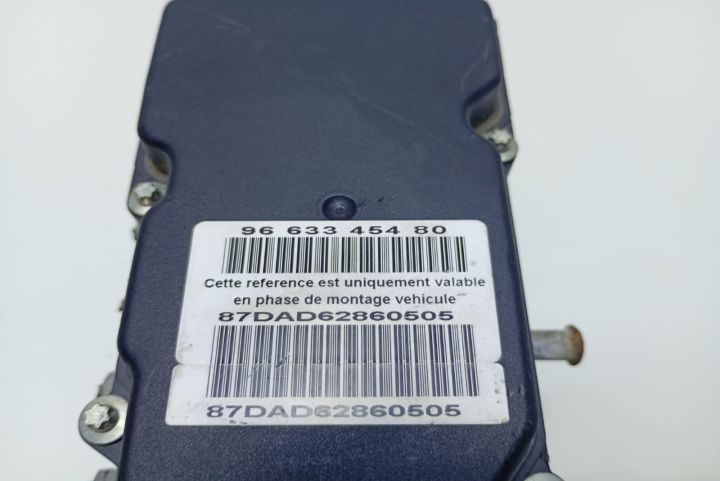 96 633 454 80
Cette reference est uniquement valable
en phase de montage vehicule
87DAD62860505
87DAD62860505